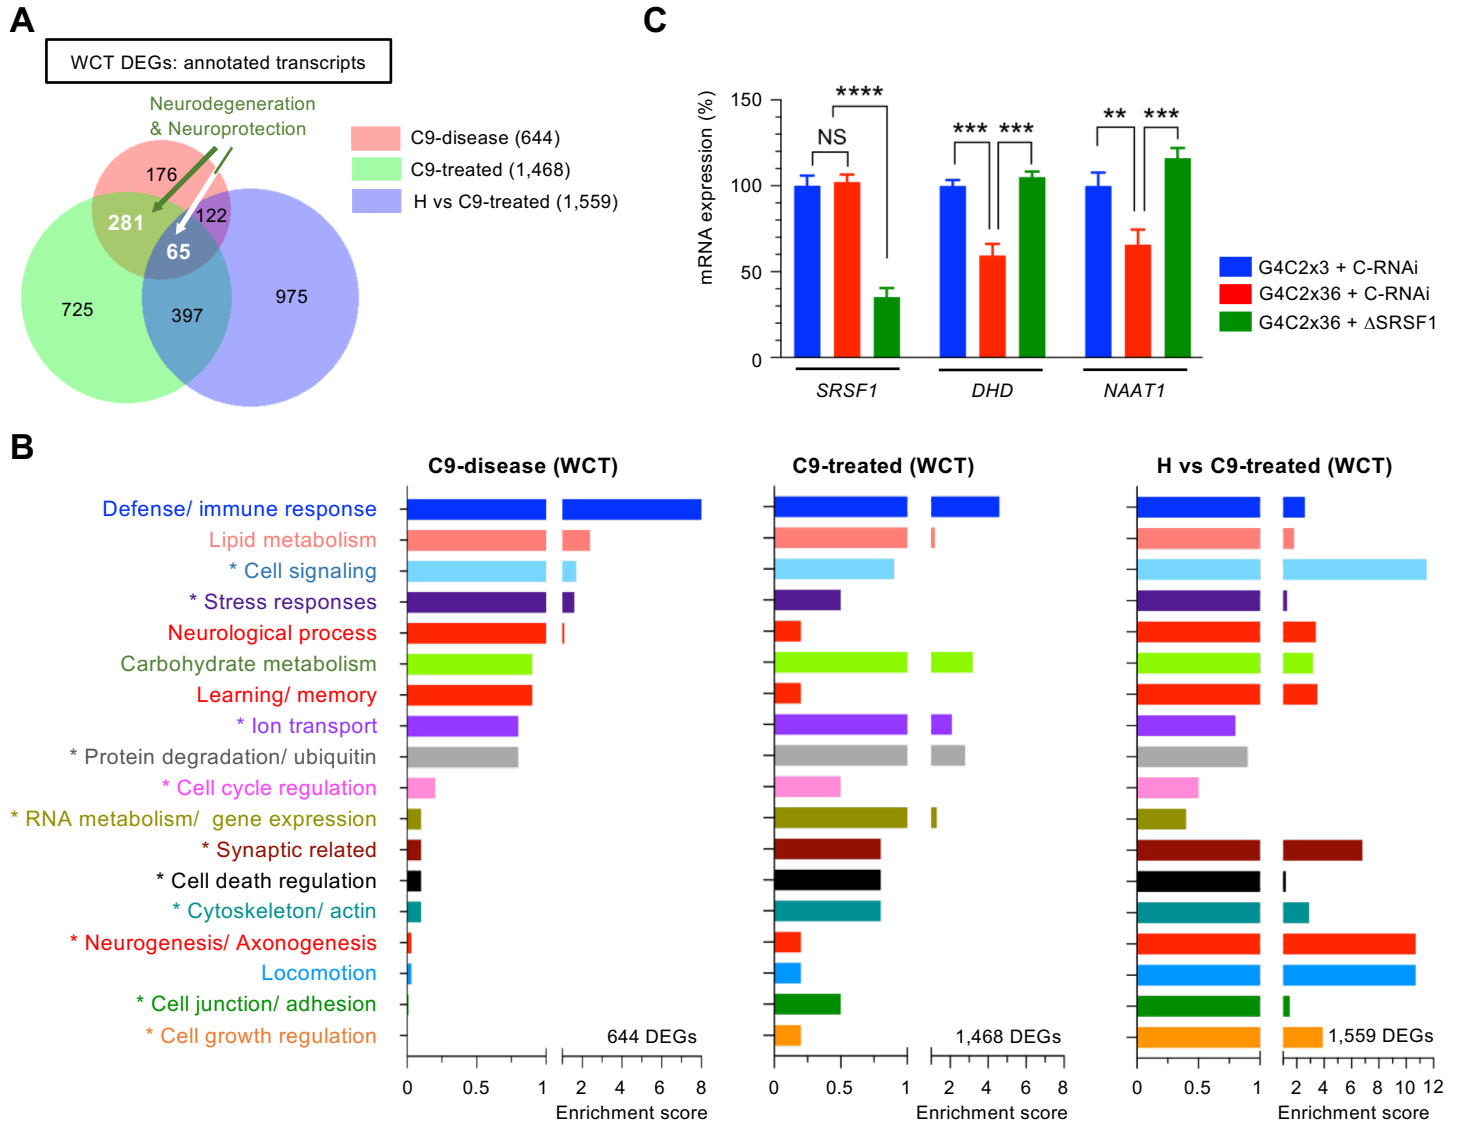 A
WCT DEGs: annotated transcripts
Neurodegeneration
& Neuroprotection
C9-disease (644)
C9-treated (1,468)
H vs C9-treated (1,559)
176
281
122
65
725
397
975
C
mRNA expression (%)
150
100
50
0
NS
****
***
***
**
***
SRSF1
DHD
NAAT1
G4C2x3 + C-RNAi
G4C2x36 + C-RNAi
G4C2x36 + ΔSRSF1
B
C9-disease (WCT)
C9-treated (WCT)
H vs C9-treated (WCT)
Defense/ immune response
Lipid metabolism
* Cell signaling
* Stress responses
Neurological process
Carbohydrate metabolism
Learning/ memory
* Ion transport
* Protein degradation/ ubiquitin
* Cell cycle regulation
* RNA metabolism/ gene expression
* Synaptic related
* Cell death regulation
* Cytoskeleton/ actin
* Neurogenesis/ Axonogenesis
Locomotion
* Cell junction/ adhesion
* Cell growth regulation
644 DEGs
1,468 DEGs
1,559 DEGs
0 0.5 1 2 4 6 8
0 0.5 1 2 4 6 8
0 0.5 1 2 4 6 8 10 12
Enrichment score
Enrichment score
Enrichment score